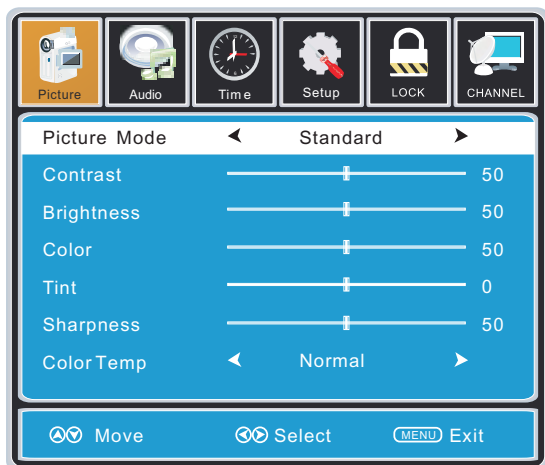 Picture Audio Time Setup LOCK CHANNEL
Picture Mode Standard
Contrast 50
Brightness 50
Color 50
Tint 0
Sharpness 50
Color Temp Normal
Move Select MENU Exit